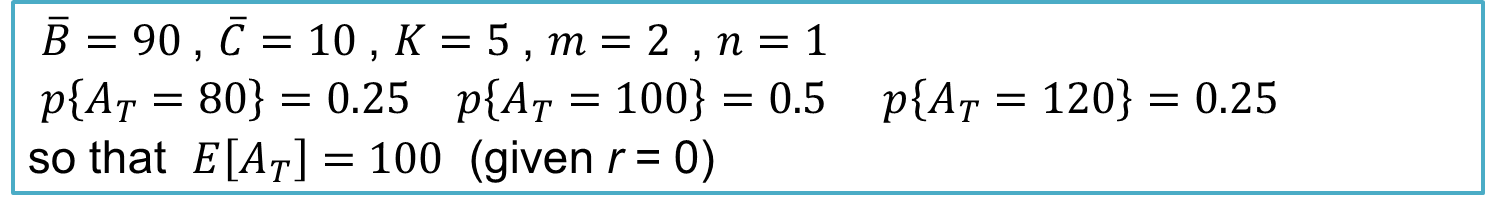 B̄ = 90 , C̄ = 10 , K = 5 , m = 2 , n = 1
p{A_T = 80} = 0.25 p{A_T = 100} = 0.5 p{A_T = 120} = 0.25
so that E[A_T] = 100 (given r = 0)